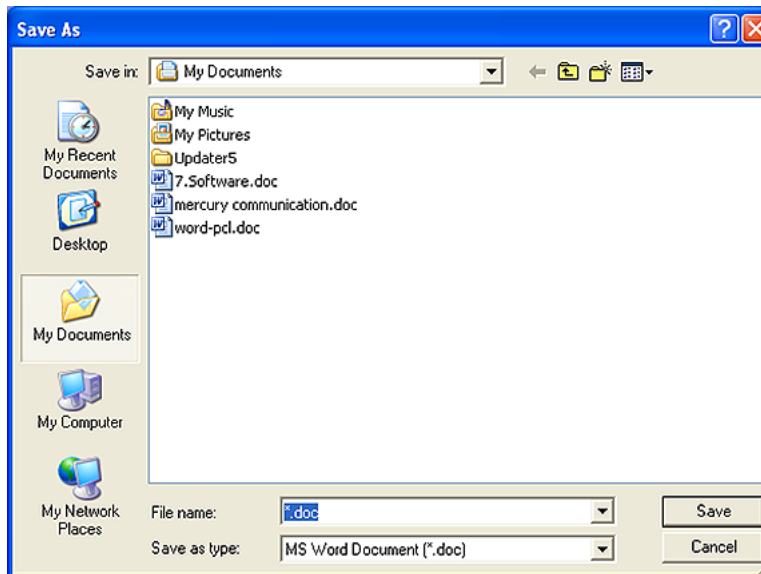 Save As
Save in:
My Documents
My Recent
Documents
Desktop
My Documents
My Computer
My Network
Places
My Music
My Pictures
Updater5
7.Software.doc
mercury communication.doc
word-pcl.doc
File name:
*.doc
Save
Save as type:
MS Word Document (*.doc)
Cancel